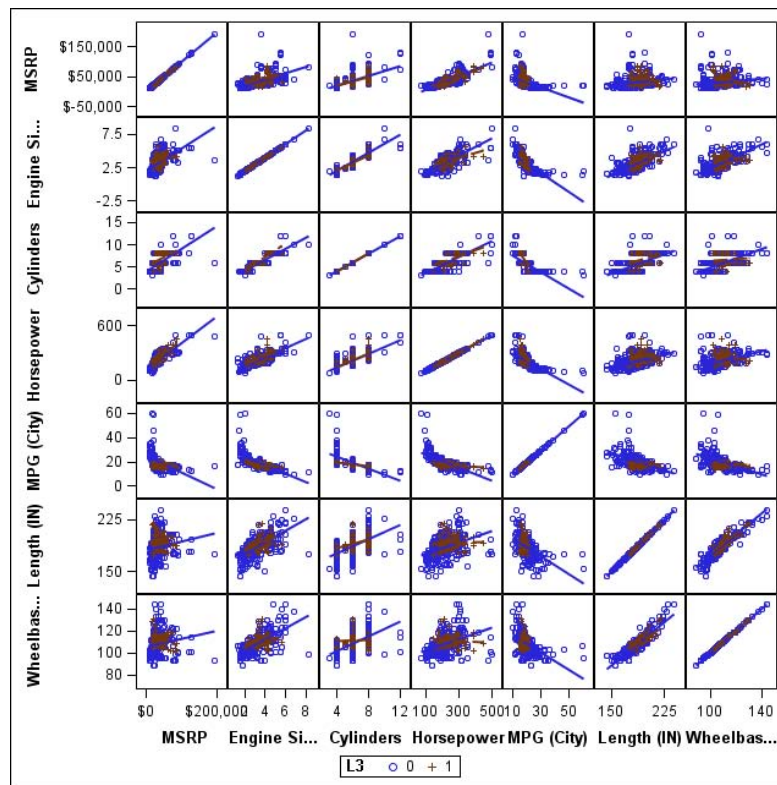 MSRP
$150,000
$50,000
$-50,000
Engine Si...
7.5
2.5
-2.5
Cylinders
15
10
5
0
Horsepower
600
0
MPG (City)
60
40
20
0
Length (IN)
225
150
Wheelbas...
140
120
100
80
$0 $200,000 2 4 6 8 4 8 12 100 300 500 10 30 60 150 225 100 140
MSRP Engine Si... Cylinders Horsepower MPG (City) Length (IN) Wheelbas...
L3 0 1